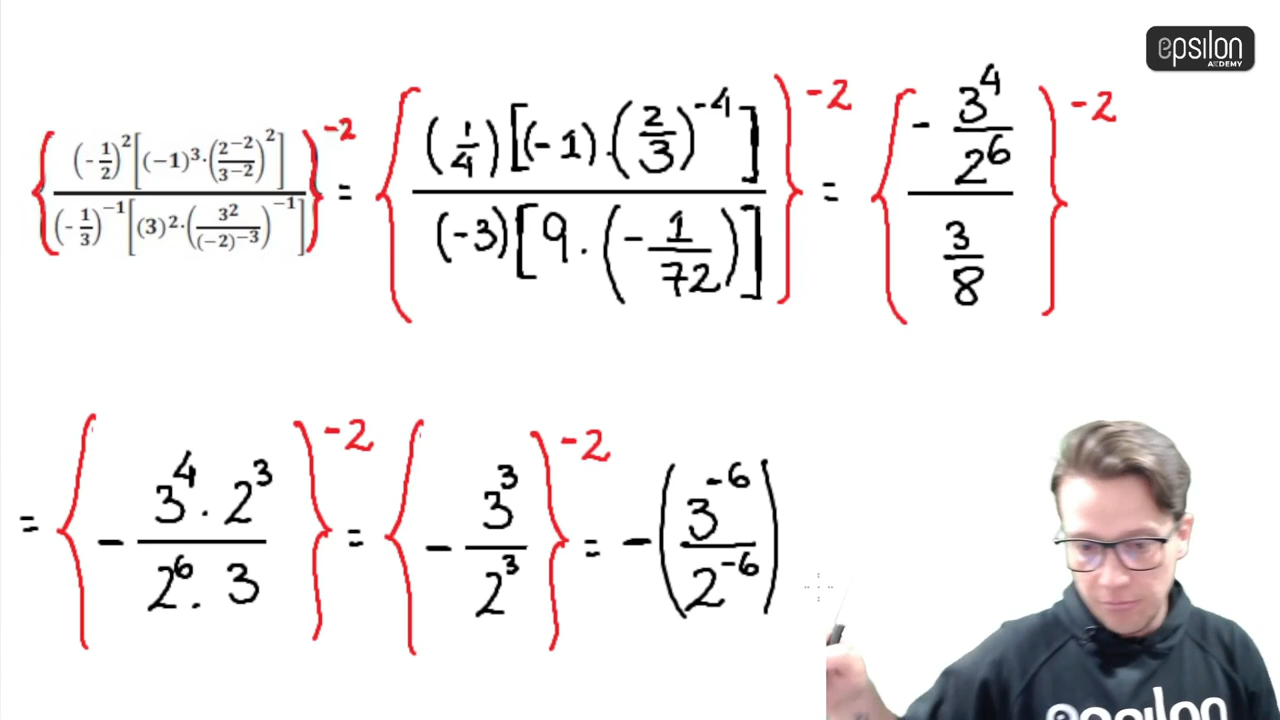 epsilon
AKDEMY
{ (-1/2)^2 [(-1)^3·(2^-2/3^-2)^2] / (-1/3)^-1 [(3)^2·(3^2/(-2)^-3)^-1] }^-2 = { (1/4)[(-1)·(2/3)^-4] / (-3)[9·(-1/72)] }^-2 = { -3^4/2^6 / 3/8 }^-2
= { - 3^4·2^3 / 2^6·3 }^-2 = { - 3^3/2^3 }^-2 = -(3^-6/2^-6)
epsilon